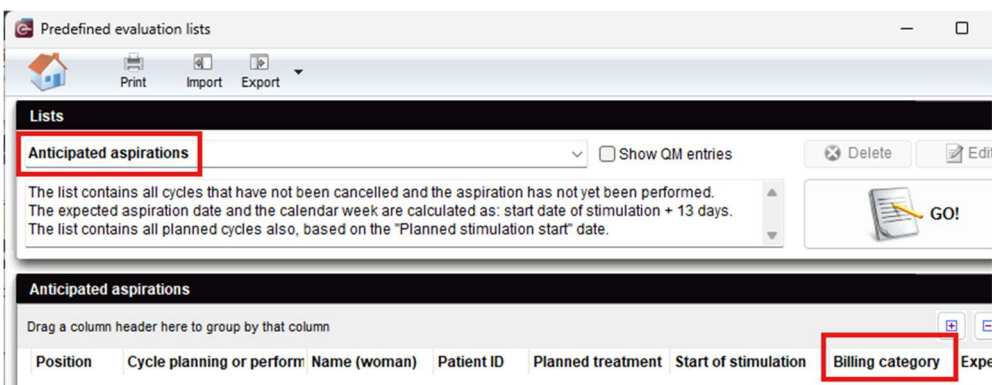 Predefined evaluation lists
Print Import Export
Lists
Anticipated aspirations Show QM entries Delete Edit
The list contains all cycles that have not been cancelled and the aspiration has not yet been performed.
The expected aspiration date and the calendar week are calculated as: start date of stimulation + 13 days.
The list contains all planned cycles also, based on the "Planned stimulation start" date.
GO!
Anticipated aspirations
Drag a column header here to group by that column
Position Cycle planning or perform Name (woman) Patient ID Planned treatment Start of stimulation Billing category Expe